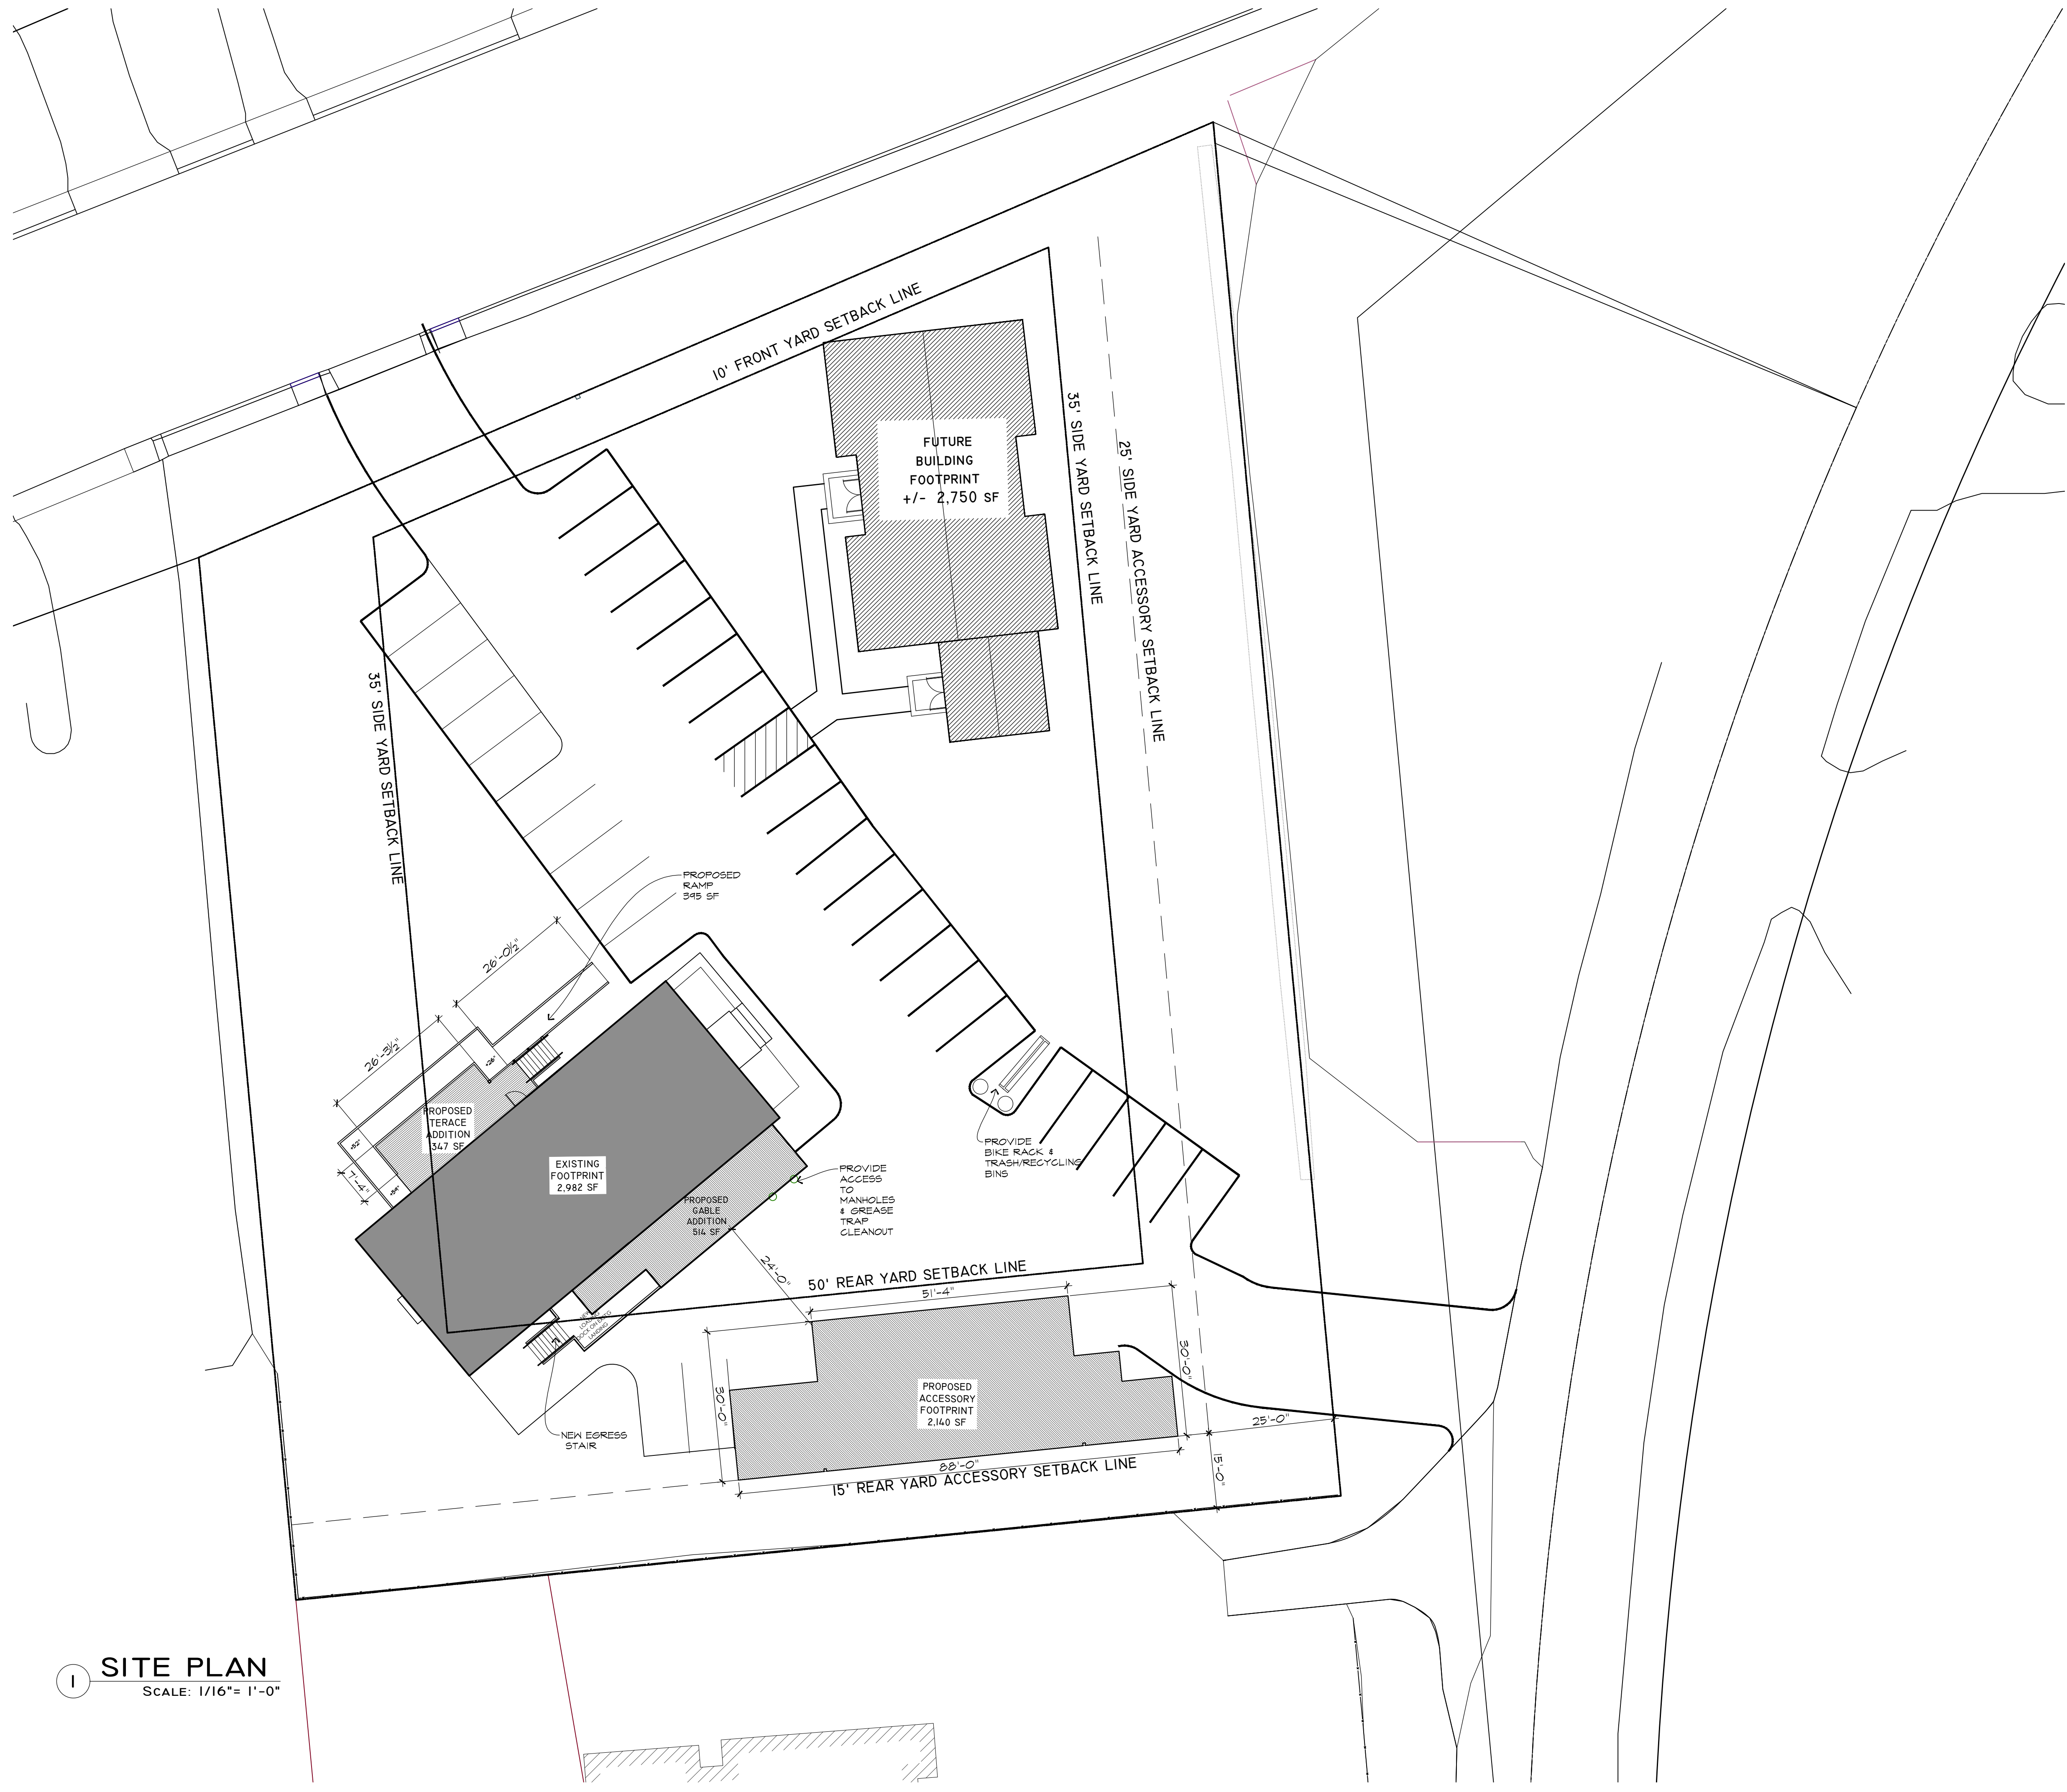 10' FRONT YARD SETBACK LINE
FUTURE
BUILDING
FOOTPRINT
+/- 2,750 SF
35' SIDE YARD SETBACK LINE
25' SIDE YARD ACCESSORY SETBACK LINE
35' SIDE YARD SETBACK LINE
PROPOSED
RAMP
395 SF
26'-0½"
26'-3½"
-26"
-52"
-54"
7'-4"
PROPOSED
TERACE
ADDITION
347 SF
EXISTING
FOOTPRINT
2,982 SF
PROPOSED
GABLE
ADDITION
514 SF
PROVIDE
ACCESS
TO
MANHOLES
& GREASE
TRAP
CLEANOUT
PROVIDE
BIKE RACK &
TRASH/RECYCLING
BINS
24'-0"
50' REAR YARD SETBACK LINE
51'-4"
30'-0"
30'-0"
LANDING
PROPOSED
ACCESSORY
FOOTPRINT
2,140 SF
25'-0"
15'-0"
NEW EGRESS
STAIR
88'-0"
15' REAR YARD ACCESSORY SETBACK LINE
1
SITE PLAN
SCALE: 1/16"= 1'-0"